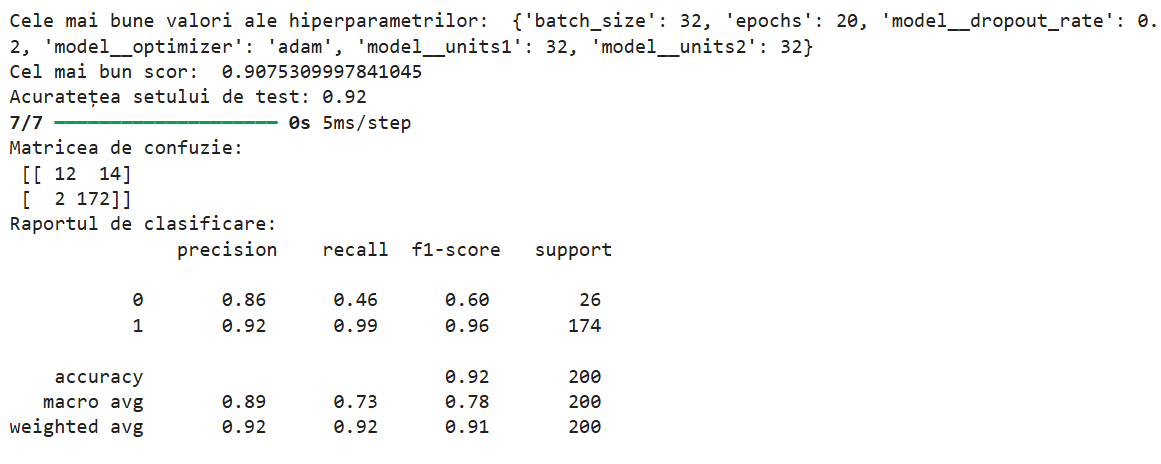 Cele mai bune valori ale hiperparametrilor:  {'batch_size': 32, 'epochs': 20, 'model__dropout_rate': 0.
2, 'model__optimizer': 'adam', 'model__units1': 32, 'model__units2': 32}
Cel mai bun scor:  0.9075309997841045
Acuratețea setului de test: 0.92
7/7 ━━━━━━━━━━━━━━━━━━━━ 0s 5ms/step
Matricea de confuzie:
 [[ 12  14]
 [  2 172]]
Raportul de clasificare:
               precision    recall  f1-score   support

           0       0.86      0.46      0.60        26
           1       0.92      0.99      0.96       174

    accuracy                           0.92       200
   macro avg       0.89      0.73      0.78       200
weighted avg       0.92      0.92      0.91       200